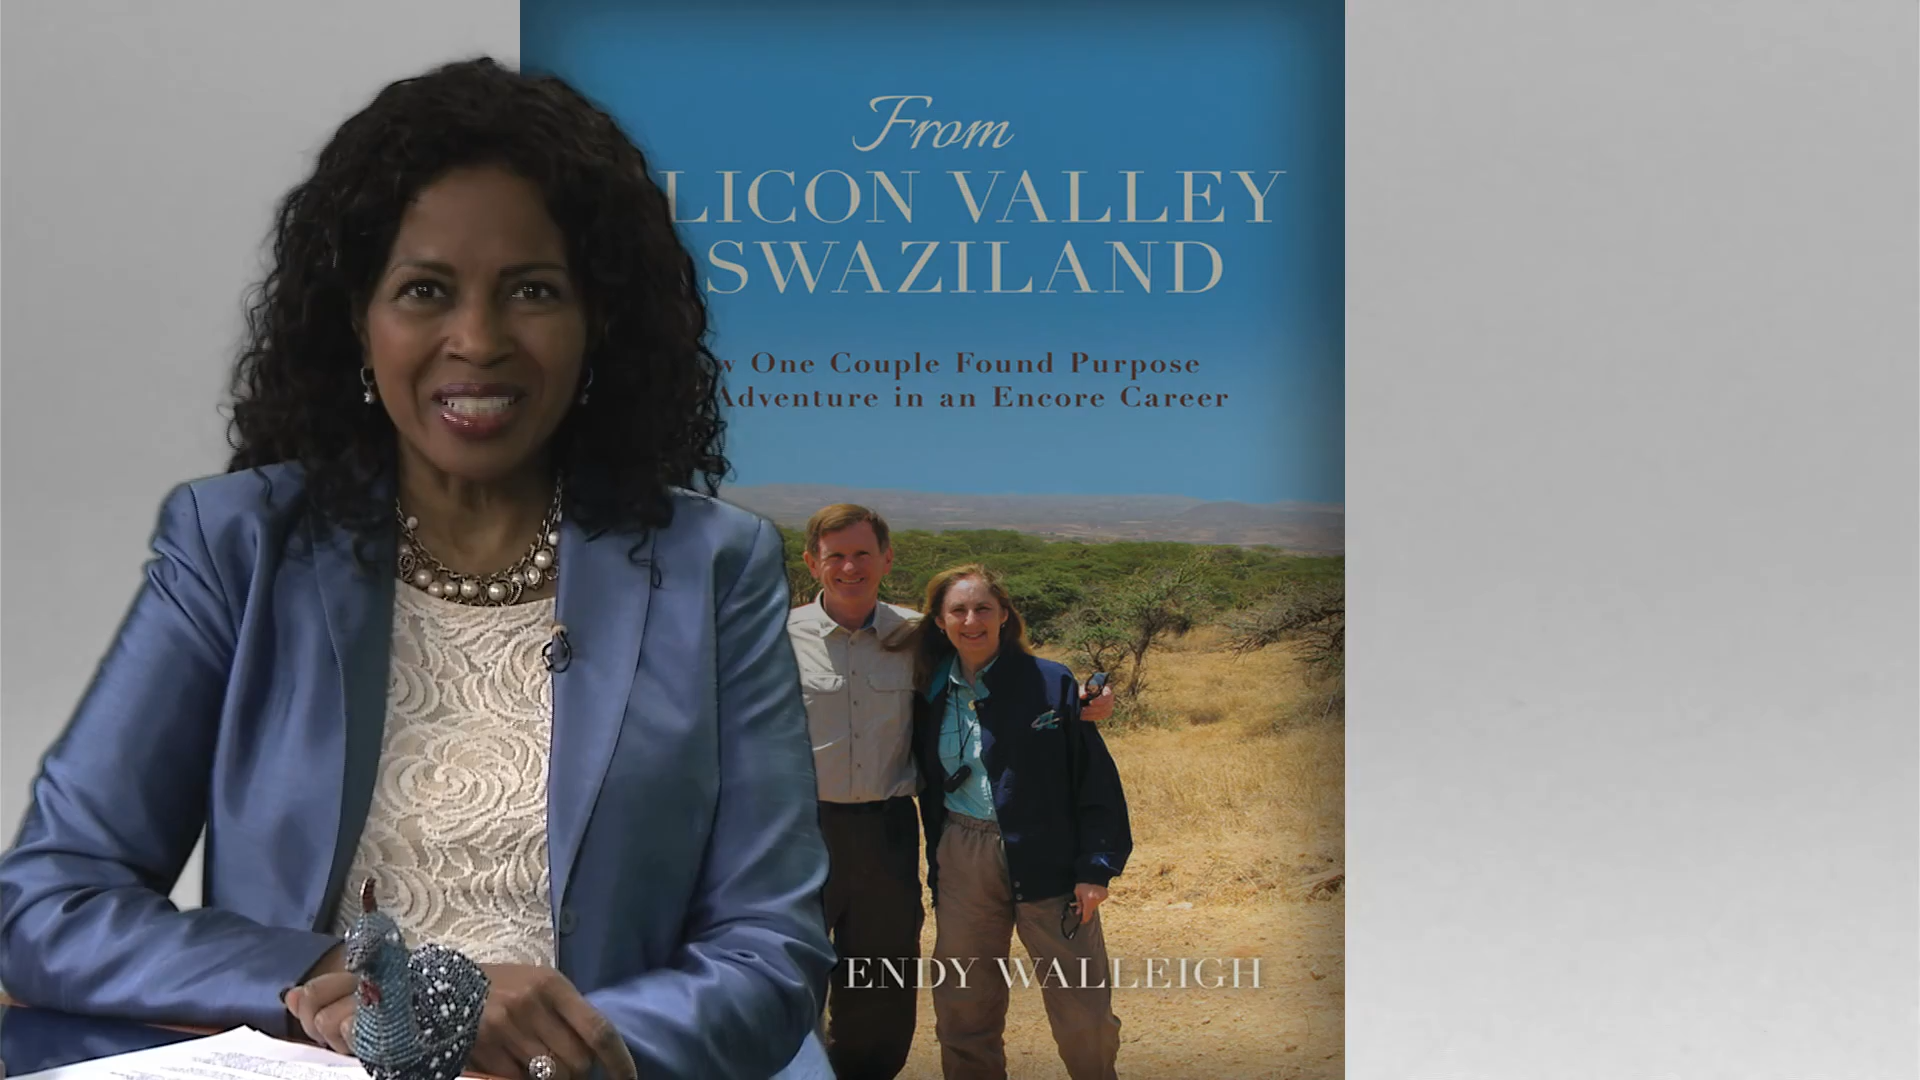 From
LICON VALLEY
SWAZILAND
w One Couple Found Purpose
Adventure in an Encore Career
ENDY WALLEIGH